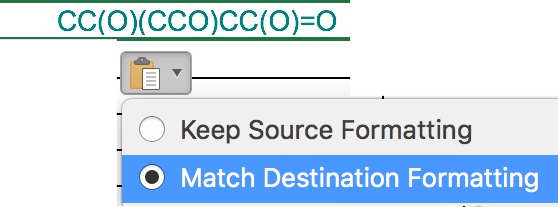 CC(O)(CCO)CC(O)=O
Keep Source Formatting
Match Destination Formatting